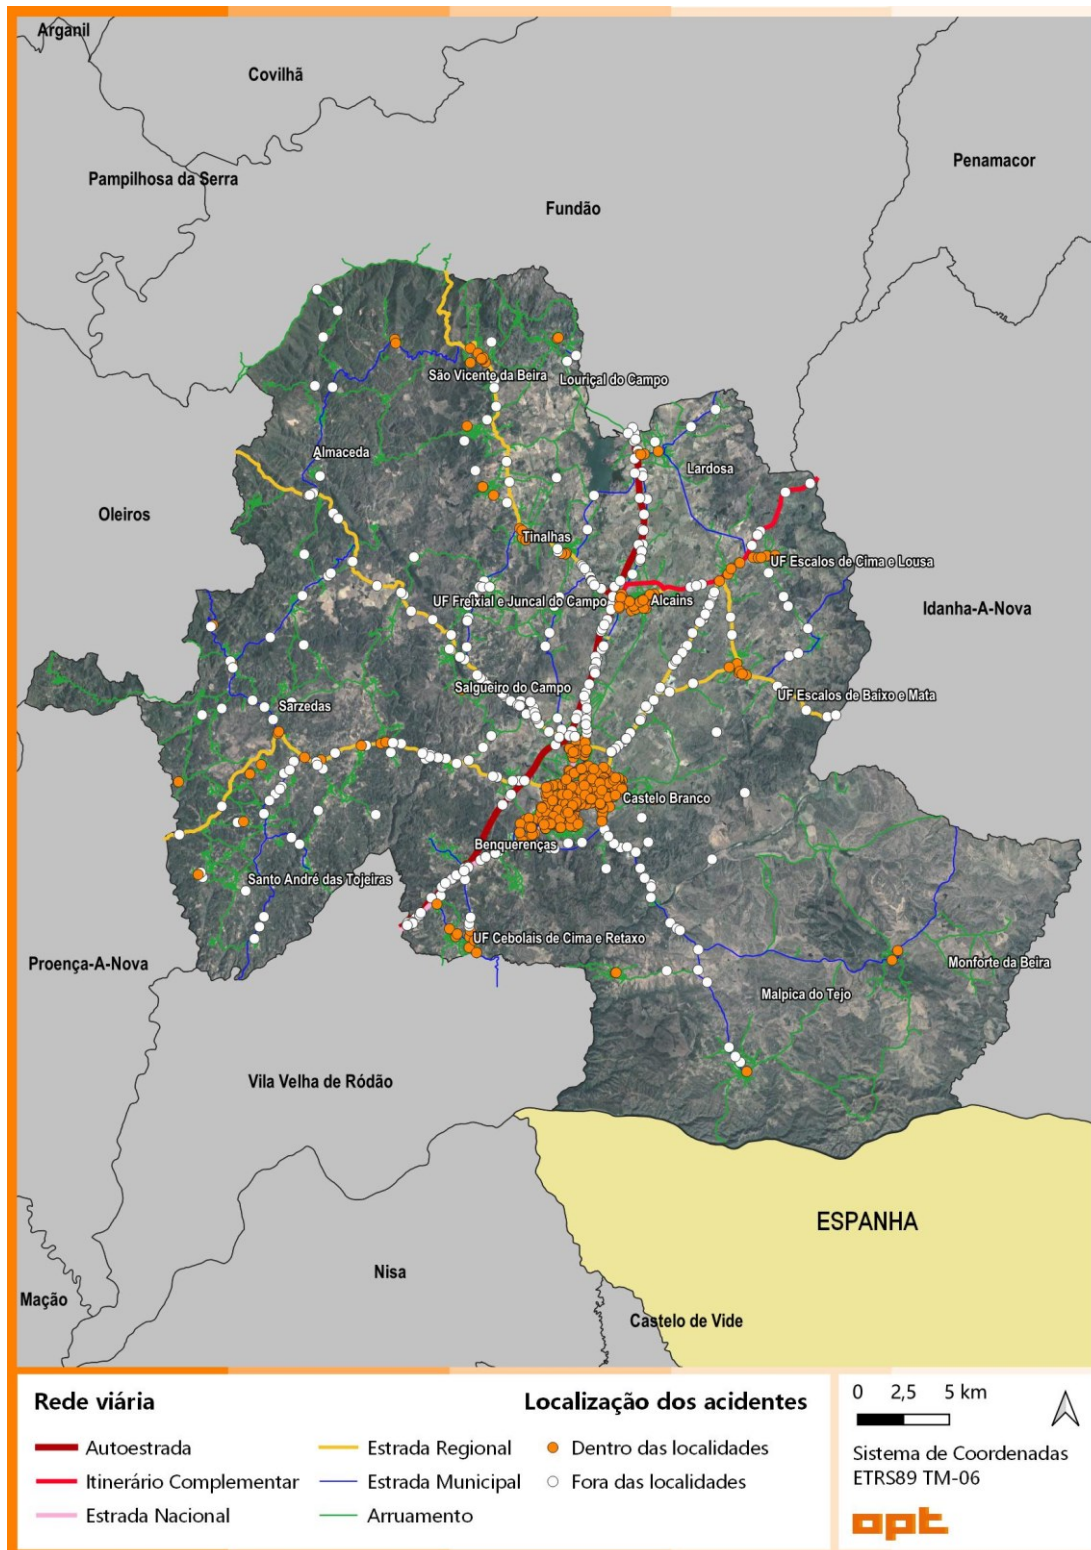 Arganil
Covilhã
Penamacor
Pampilhosa da Serra
Fundão
São Vicente da Beira
Louriçal do Campo
Almaceda
Lardosa
Oleiros
Tinalhas
UF Escalos de Cima e Lousa
UF Freixial e Juncal do Campo
Alcains
Idanha-A-Nova
Salgueiro do Campo
UF Escalos de Baixo e Mata
Sarzedas
Castelo Branco
Benquerenças
Santo André das Tojeiras
UF Cebolais de Cima e Retaxo
Proença-A-Nova
Monforte da Beira
Malpica do Tejo
Vila Velha de Ródão
ESPANHA
Nisa
Mação
Castelo de Vide
Rede viária
Autoestrada
Itinerário Complementar
Estrada Nacional
Estrada Regional
Estrada Municipal
Arruamento
Localização dos acidentes
Dentro das localidades
Fora das localidades
0 2,5 5 km
Sistema de Coordenadas
ETRS89 TM-06
opt